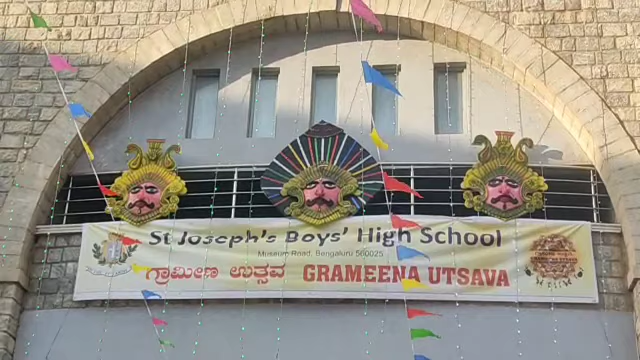 St Joseph's Boys' High School
Museum Road, Bengaluru 560025
ಗ್ರಾಮೀಣ ಉತ್ಸವ GRAMEENA UTSAVA